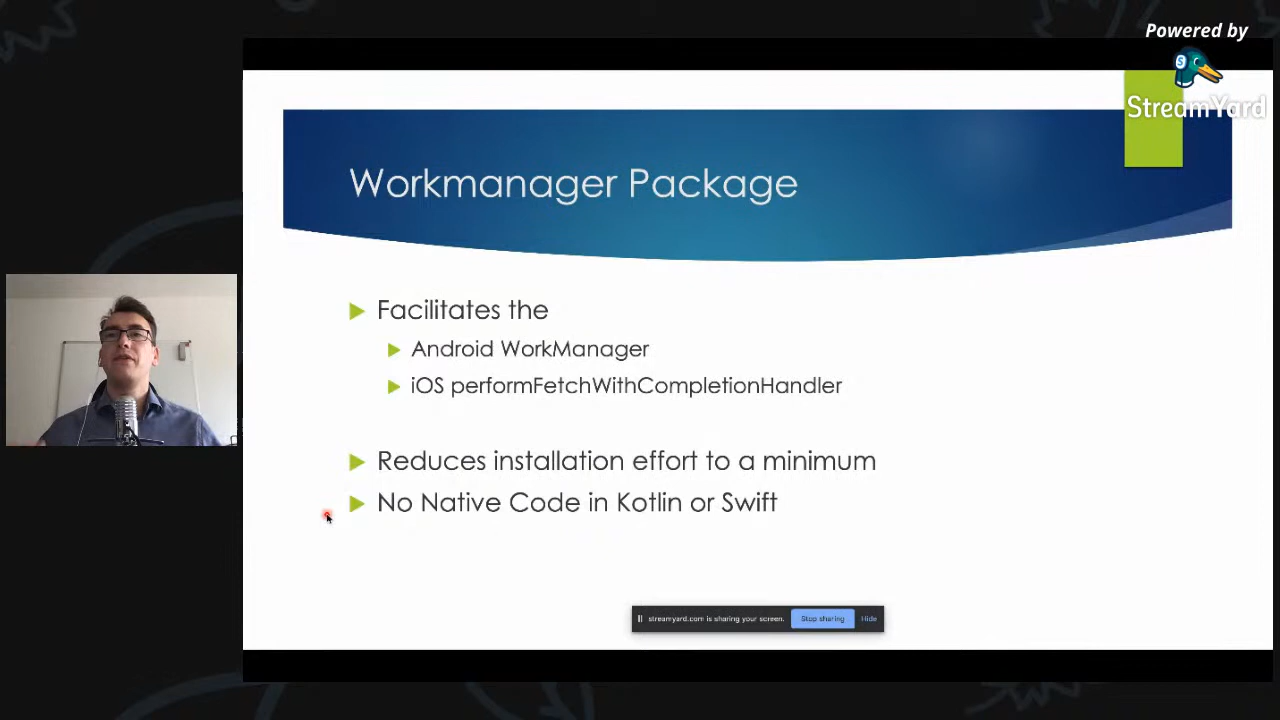 Powered by
StreamYard
Workmanager Package
Facilitates the
Android WorkManager
iOS performFetchWithCompletionHandler
Reduces installation effort to a minimum
No Native Code in Kotlin or Swift
streamyard.com is sharing your screen. Stop sharing Hide